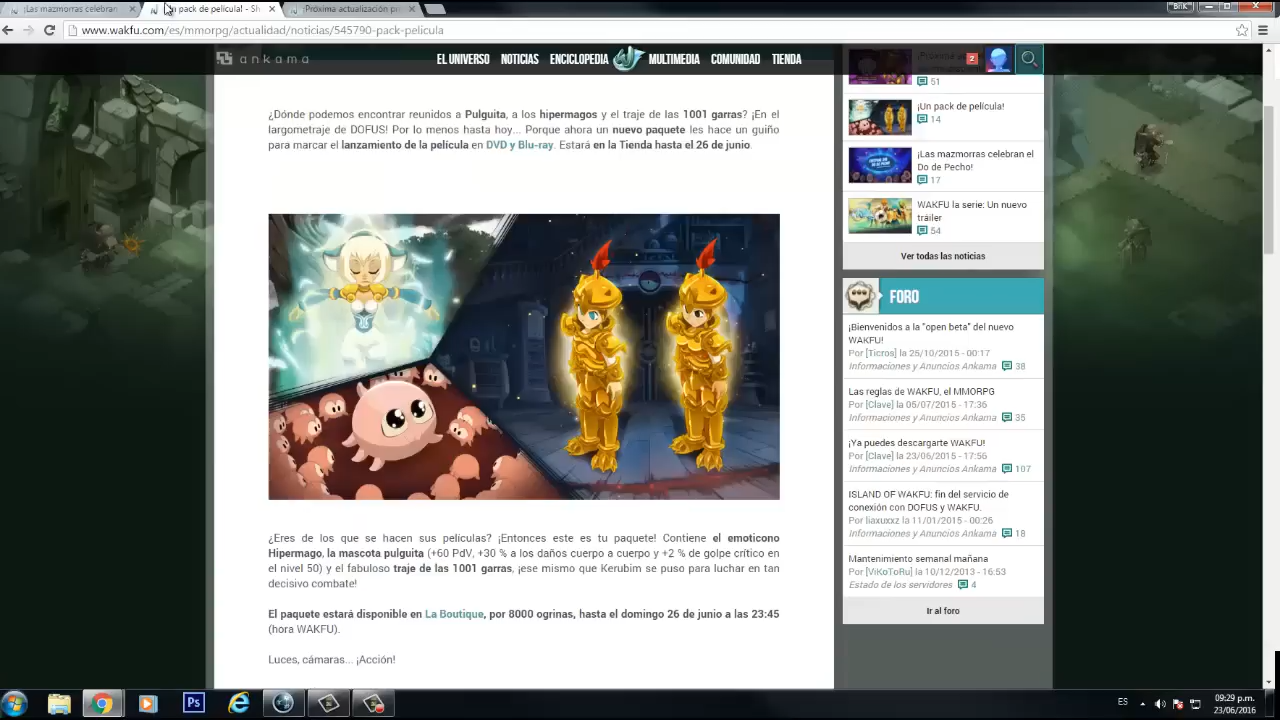 ¡Las mazmorras celebran
n pack de película! - Sh
Próxima actualización pr
Brik
www.wakfu.com/es/mmorpg/actualidad/noticias/545790-pack-pelicula
ankama
EL UNIVERSO NOTICIAS ENCICLOPEDIA MULTIMEDIA COMUNIDAD TIENDA
2
¿Dónde podemos encontrar reunidos a Pulguita, a los hipermagos y el traje de las 1001 garras? ¡En el
largometraje de DOFUS! Por lo menos hasta hoy... Porque ahora un nuevo paquete les hace un guiño
para marcar el lanzamiento de la película en DVD y Blu-ray. Estará en la Tienda hasta el 26 de junio.
¿Eres de los que se hacen sus películas? ¡Entonces este es tu paquete! Contiene el emoticono
Hipermago, la mascota pulguita (+60 PdV, +30 % a los daños cuerpo a cuerpo y +2 % de golpe crítico en
el nivel 50) y el fabuloso traje de las 1001 garras, ¡ese mismo que Kerubim se puso para luchar en tan
decisivo combate!
El paquete estará disponible en La Boutique, por 8000 ogrinas, hasta el domingo 26 de junio a las 23:45
(hora WAKFU).
Luces, cámaras... ¡Acción!
51
¡Un pack de película!
14
¡Las mazmorras celebran el
Do de Pecho!
17
WAKFU la serie: Un nuevo
tráiler
54
Ver todas las noticias
FORO
¡Bienvenidos a la "open beta" del nuevo
WAKFU!
Por [Ticros] la 25/10/2015 - 00:17
Informaciones y Anuncios Ankama 38
Las reglas de WAKFU, el MMORPG
Por [Clave] la 05/07/2015 - 17:36
Informaciones y Anuncios Ankama 35
¡Ya puedes descargarte WAKFU!
Por [Clave] la 23/06/2015 - 17:56
Informaciones y Anuncios Ankama 107
ISLAND OF WAKFU: fin del servicio de
conexión con DOFUS y WAKFU.
Por liaxuxxz la 11/01/2015 - 00:26
Informaciones y Anuncios Ankama 18
Mantenimiento semanal mañana
Por [ViKoToRu] la 10/12/2013 - 16:53
Estado de los servidores 4
Ir al foro
Ps
ES
09:29 p.m.
23/06/2016